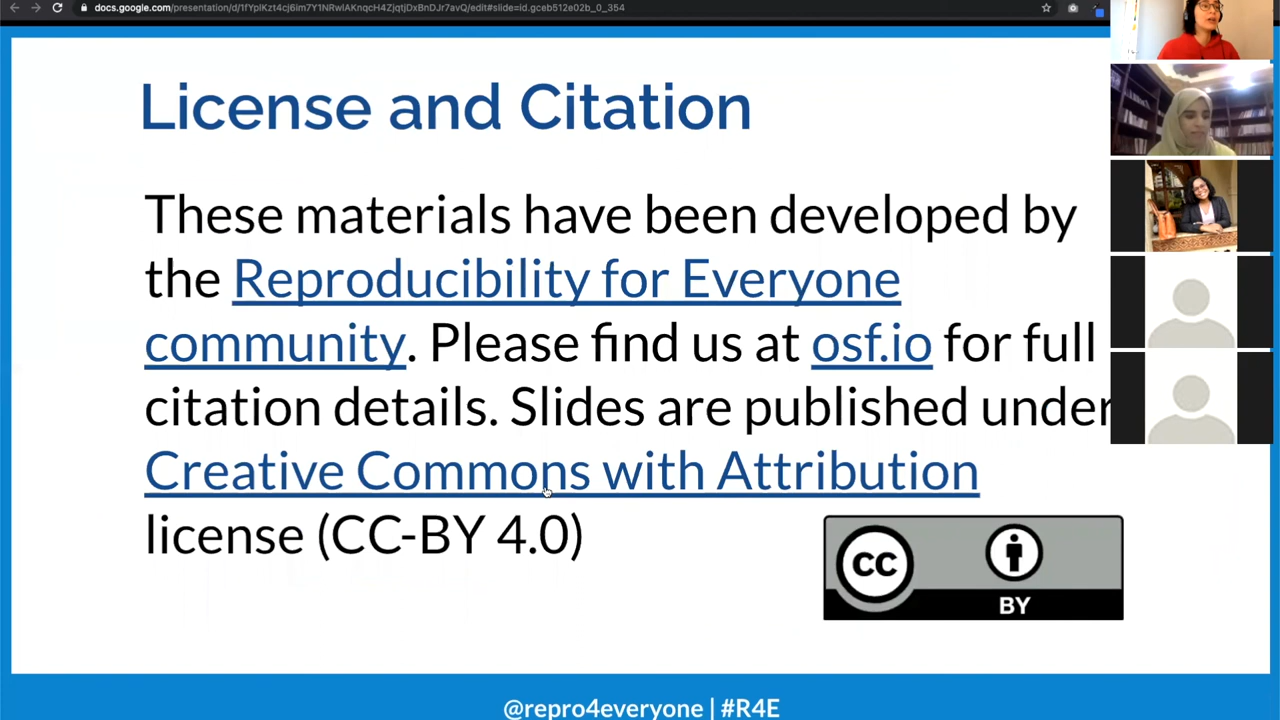 docs.google.com/presentation/d/1fYpIKzt4cj6im7Y1NRwIAKnqcH4ZjqtjDxBnDJr7avQ/edit#slide=id.gceb512e02b_0_354
License and Citation
These materials have been developed by
the Reproducibility for Everyone
community. Please find us at osf.io for full
citation details. Slides are published under
Creative Commons with Attribution
license (CC-BY 4.0)
CC
BY
@repro4everyone | #R4E